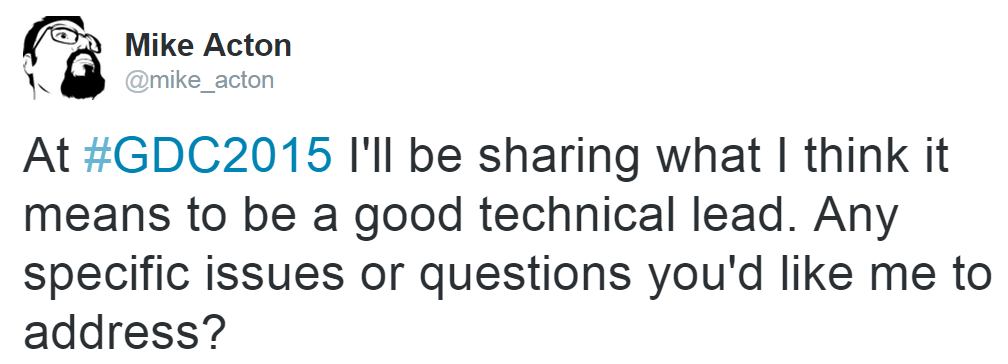 Mike Acton
@mike_acton
At #GDC2015 I'll be sharing what I think it
means to be a good technical lead. Any
specific issues or questions you'd like me to
address?